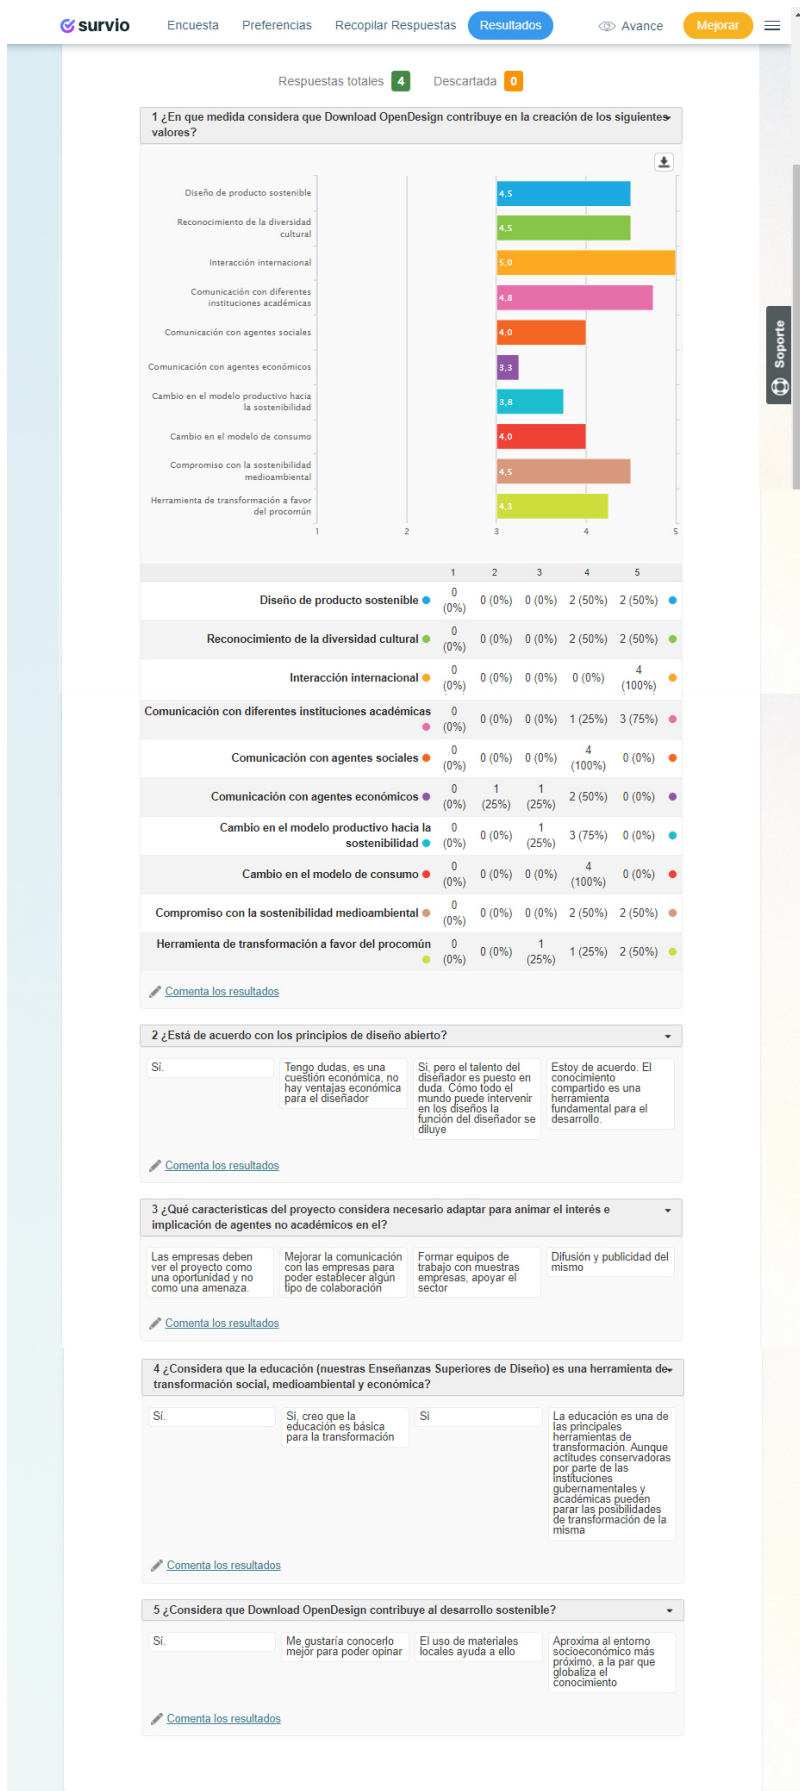 survio
Encuesta
Preferencias
Recopilar Respuestas
Resultados
Avance
Mejorar
Respuestas totales 4 Descartada 0
1 ¿En que medida considera que Download OpenDesign contribuye en la creación de los siguientes
valores?
Diseño de producto sostenible
4,5
Reconocimiento de la diversidad
cultural
4,5
Interacción internacional
5,0
Comunicación con diferentes
instituciones académicas
4,8
Comunicación con agentes sociales
4,0
Comunicación con agentes económicos
3,3
Cambio en el modelo productivo hacia
la sostenibilidad
3,8
Cambio en el modelo de consumo
4,0
Compromiso con la sostenibilidad
medioambiental
4,5
Herramienta de transformación a favor
del procomún
4,3
1 2 3 4 5
Soporte
1 2 3 4 5
Diseño de producto sostenible
0
(0%)
0 (0%) 0 (0%) 2 (50%) 2 (50%)
Reconocimiento de la diversidad cultural
0
(0%)
0 (0%) 0 (0%) 2 (50%) 2 (50%)
Interacción internacional
0
(0%)
0 (0%) 0 (0%) 0 (0%)
4
(100%)
Comunicación con diferentes instituciones académicas
0
(0%)
0 (0%) 0 (0%) 1 (25%) 3 (75%)
Comunicación con agentes sociales
0
(0%)
0 (0%) 0 (0%)
4
(100%)
0 (0%)
Comunicación con agentes económicos
0
(0%)
1
(25%)
1
(25%)
2 (50%) 0 (0%)
Cambio en el modelo productivo hacia la
sostenibilidad
0
(0%)
0 (0%)
1
(25%)
3 (75%) 0 (0%)
Cambio en el modelo de consumo
0
(0%)
0 (0%) 0 (0%)
4
(100%)
0 (0%)
Compromiso con la sostenibilidad medioambiental
0
(0%)
0 (0%) 0 (0%) 2 (50%) 2 (50%)
Herramienta de transformación a favor del procomún
0
(0%)
0 (0%)
1
(25%)
1 (25%) 2 (50%)
Comenta los resultados
2 ¿Está de acuerdo con los principios de diseño abierto?
Sí.
Tengo dudas, es una
cuestión económica, no
hay ventajas económica
para el diseñador
Si, pero el talento del
diseñador es puesto en
duda. Cómo todo el
mundo puede intervenir
en los diseños la
función del diseñador se
diluye
Estoy de acuerdo. El
conocimiento
compartido es una
herramienta
fundamental para el
desarrollo.
Comenta los resultados
3 ¿Qué características del proyecto considera necesario adaptar para animar el interés e
implicación de agentes no académicos en el?
Las empresas deben
ver el proyecto como
una oportunidad y no
como una amenaza.
Mejorar la comunicación
con las empresas para
poder establecer algún
tipo de colaboración
Formar equipos de
trabajo con muestras
empresas, apoyar el
sector
Difusión y publicidad del
mismo
Comenta los resultados
4 ¿Considera que la educación (nuestras Enseñanzas Superiores de Diseño) es una herramienta de
transformación social, medioambiental y económica?
Sí.
Si, creo que la
educación es básica
para la transformación
Si
La educación es una de
las principales
herramientas de
transformación. Aunque
actitudes conservadoras
por parte de las
instituciones
gubernamentales y
académicas pueden
parar las posibilidades
de transformación de la
misma
Comenta los resultados
5 ¿Considera que Download OpenDesign contribuye al desarrollo sostenible?
Sí.
Me gustaría conocerlo
mejor para poder opinar
El uso de materiales
locales ayuda a ello
Aproxima al entorno
socioeconómico más
próximo, a la par que
globaliza el
conocimiento
Comenta los resultados